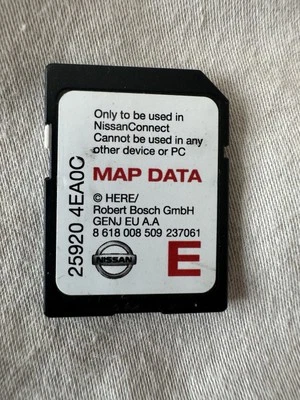 Only to be used in
NissanConnect
Cannot be used in any
other device or PC
MAP DATA
© HERE/
Robert Bosch GmbH
GENJ EU A.A
8 618 008 509 237061
25920 4EA0C
NISSAN
E